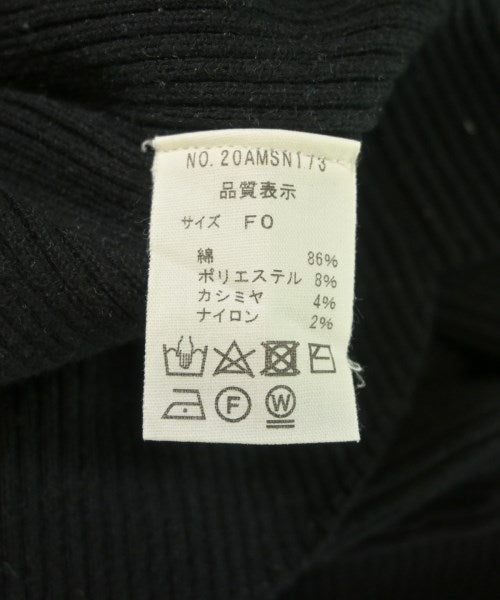 NO. 20AMSN173
品質表示
サイズ FO
綿 86%
ポリエステル 8%
カシミヤ 4%
ナイロン 2%
F W